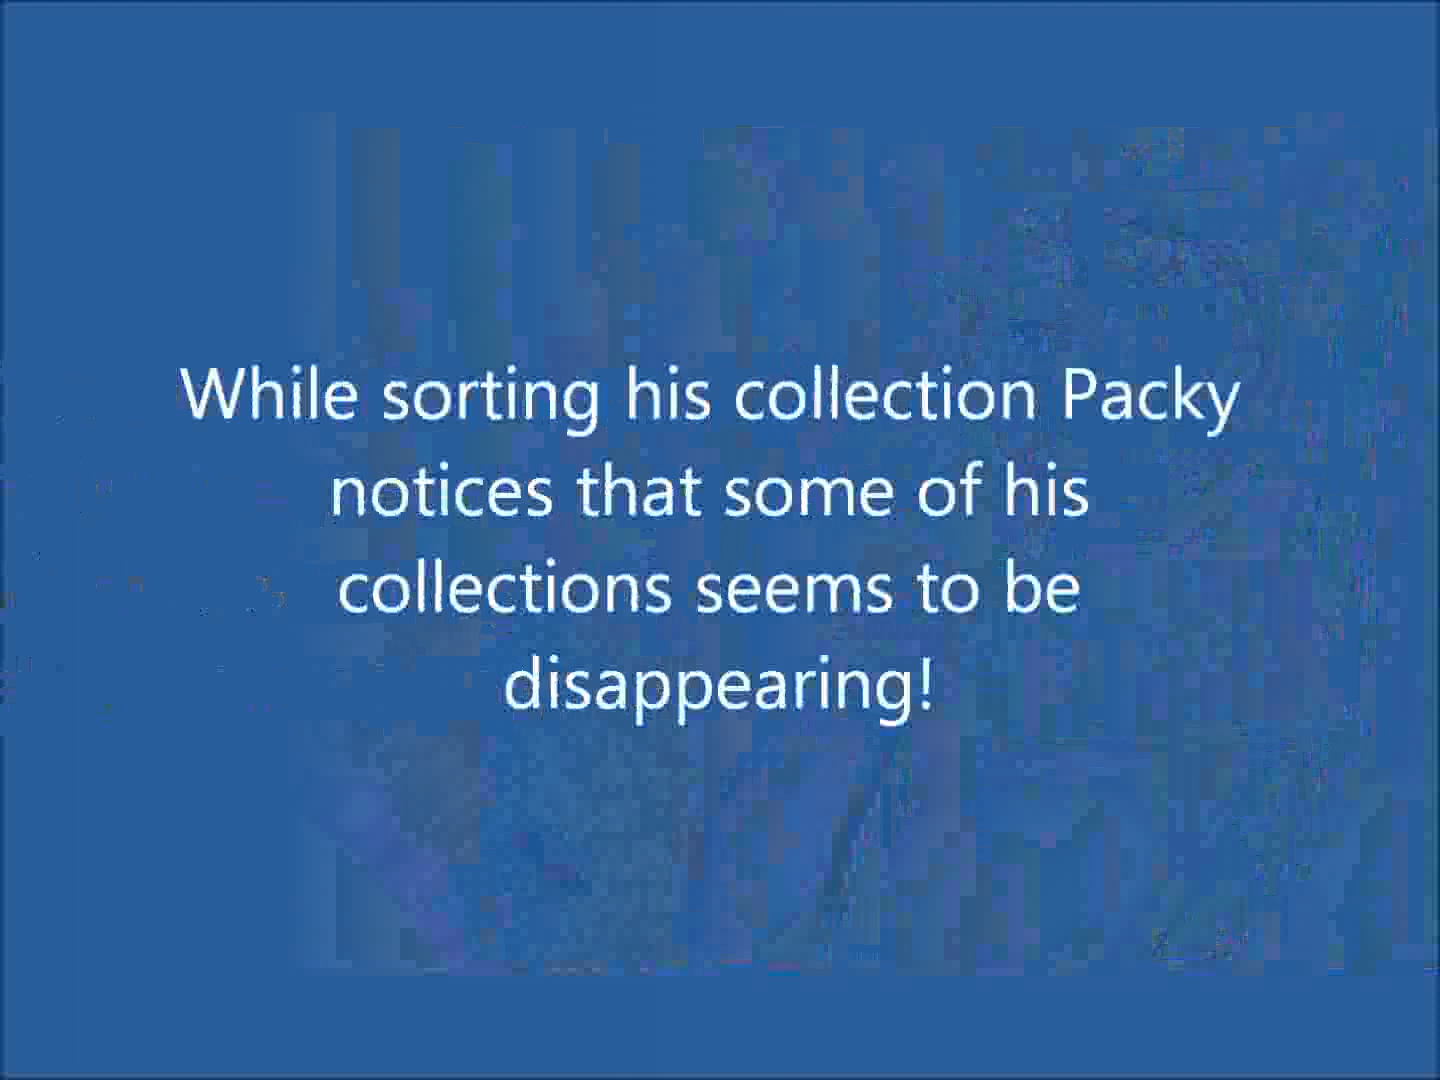 While sorting his collection Packy
notices that some of his
collections seems to be
disappearing!